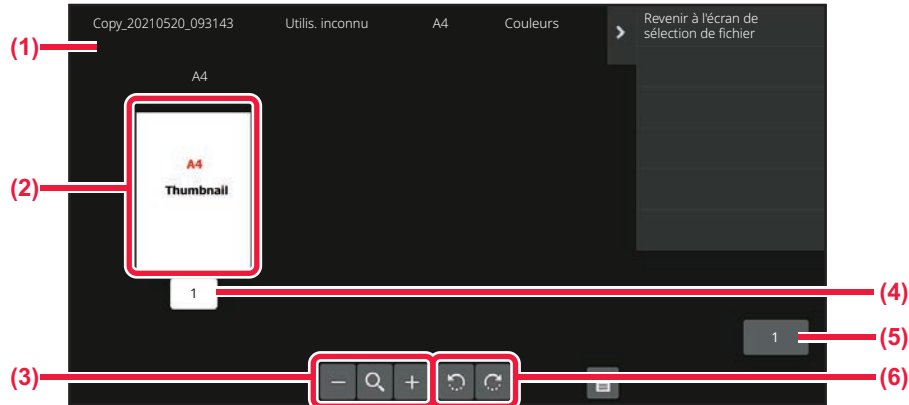 Copy_20210520_093143 Utilis. inconnu A4 Couleurs
Revenir à l'écran de
sélection de fichier
(1)
A4
A4
Thumbnail
(2)
1
(4)
1
(5)
(3)
(6)